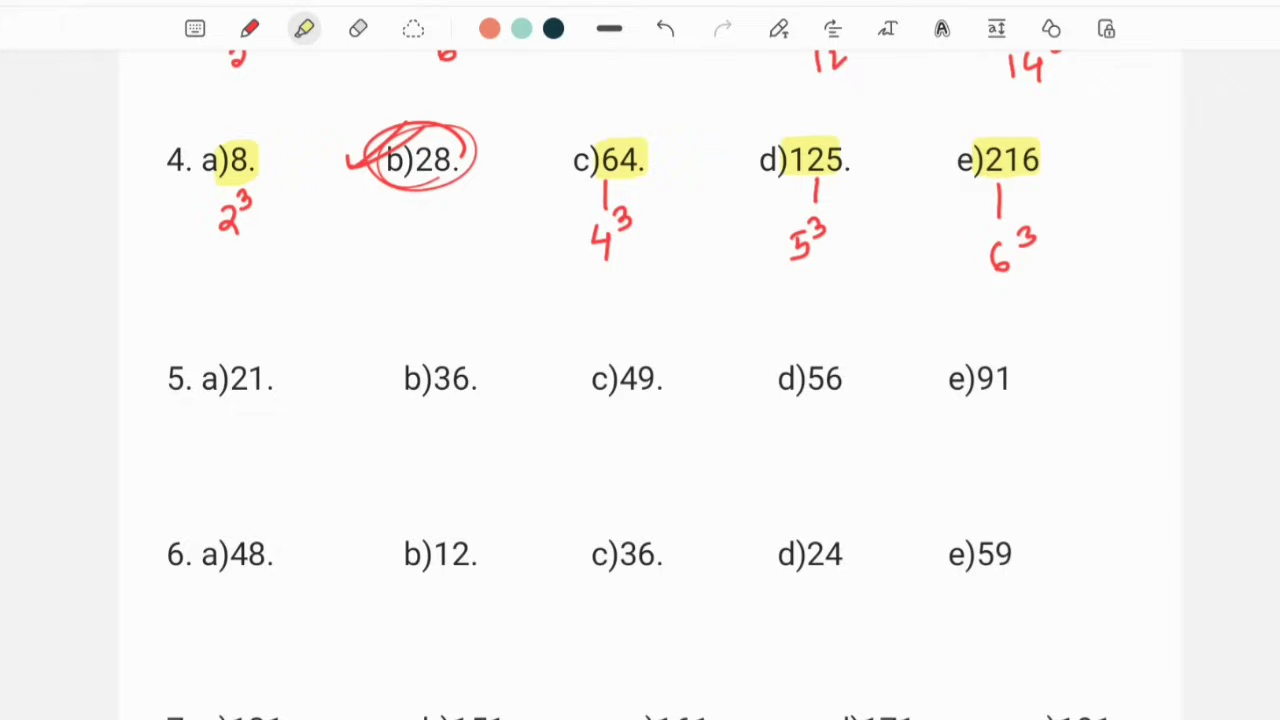 12 14
4. a)8. b)28. c)64. d)125. e)216
2³ 4³ 5³ 6³
5. a)21. b)36. c)49. d)56 e)91
6. a)48. b)12. c)36. d)24 e)59